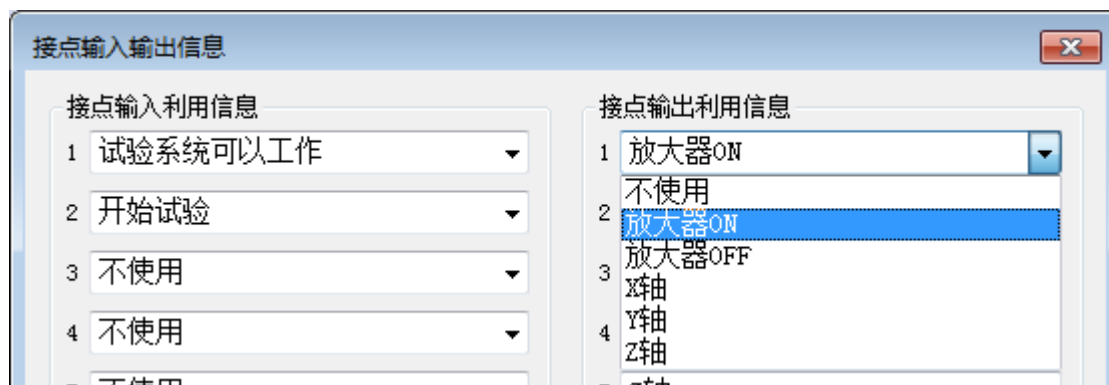 接点输入输出信息
接点输入利用信息
1 试验系统可以工作
2 开始试验
3 不使用
4 不使用
接点输出利用信息
1 放大器ON
不使用
2 放大器ON
放大器OFF
3 X轴
Y轴
4 Z轴